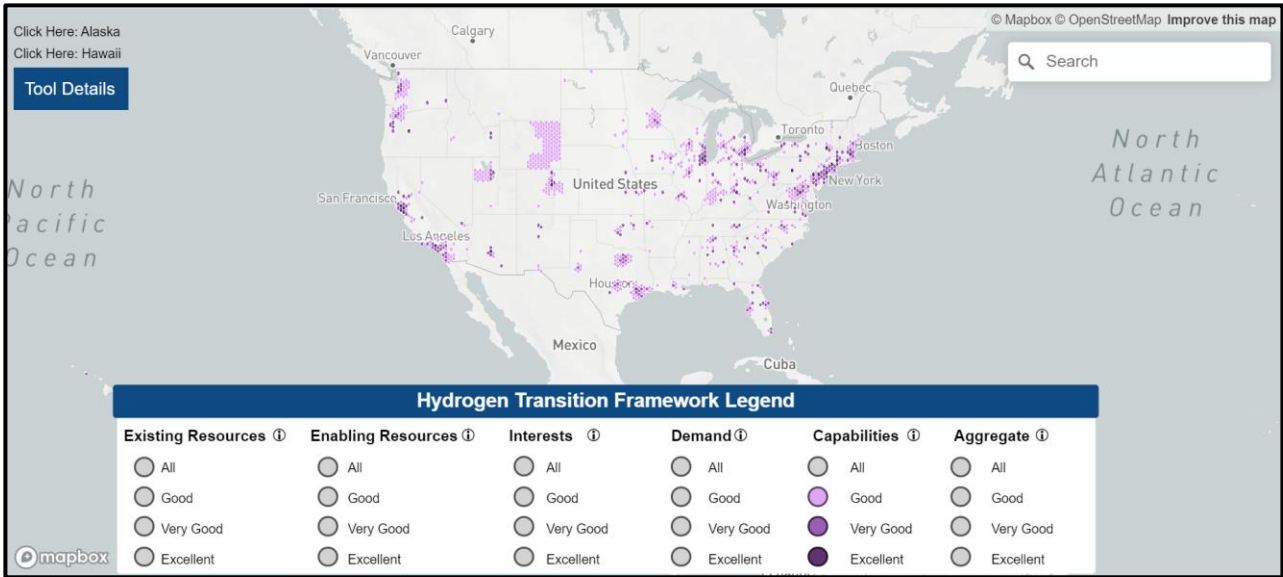 © Mapbox © OpenStreetMap Improve this map
Click Here: Alaska
Click Here: Hawaii
Tool Details
Search
Calgary
Vancouver
Quebec
Toronto
Boston
North
Atlantic
Ocean
North
Pacific
Ocean
United States
New York
San Francisco
Washington
Los Angeles
Houston
Mexico
Cuba
Hydrogen Transition Framework Legend
Existing Resources ⓘ Enabling Resources ⓘ Interests ⓘ Demand ⓘ Capabilities ⓘ Aggregate ⓘ
All All All All All All
Good Good Good Good Good Good
Very Good Very Good Very Good Very Good Very Good Very Good
Excellent Excellent Excellent Excellent Excellent Excellent
mapbox